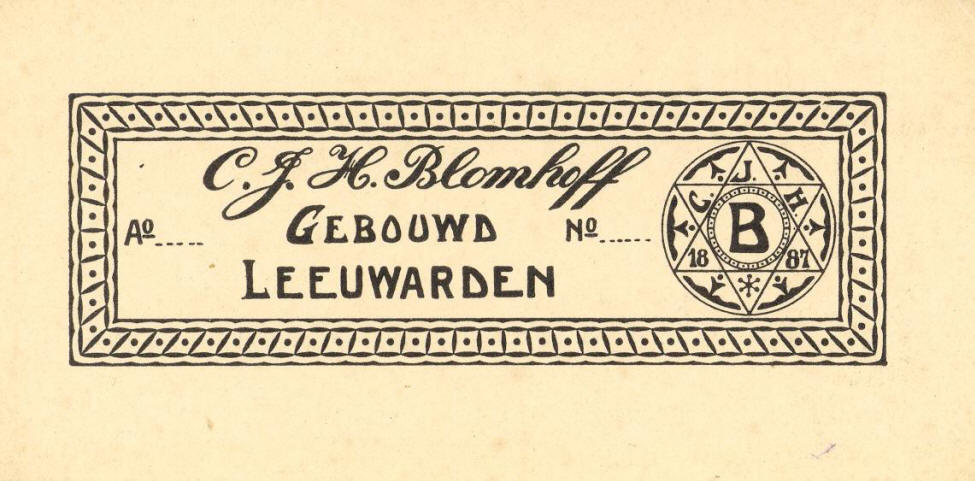 C. J. H. Blomhoff
Aº...... GEBOUWD Nº......
LEEUWARDEN
C. J. H.
B
18 87